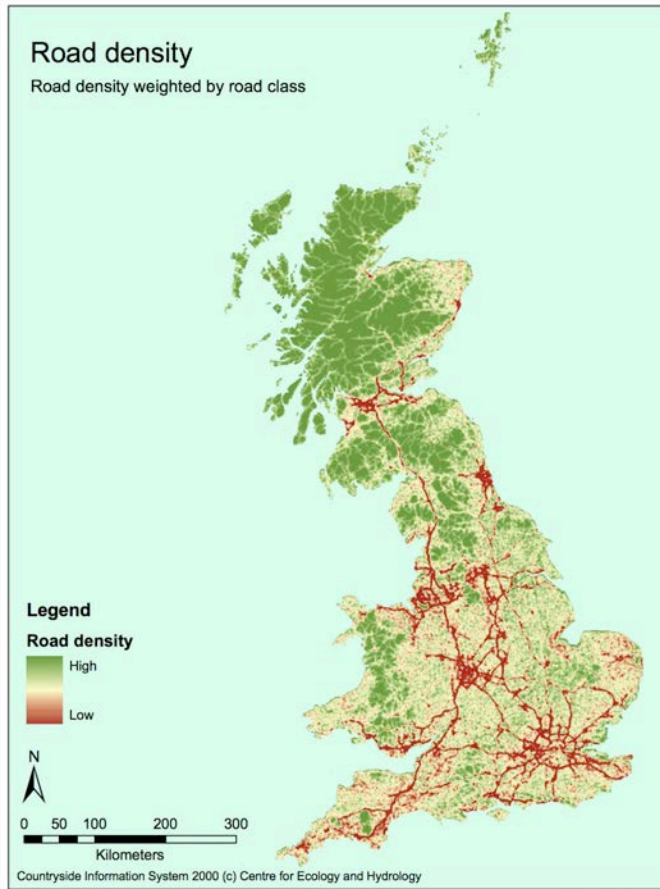 Road density
Road density weighted by road class
Legend
Road density
High
Low
N
0 50 100 200 300
Kilometers
Countryside Information System 2000 (c) Centre for Ecology and Hydrology